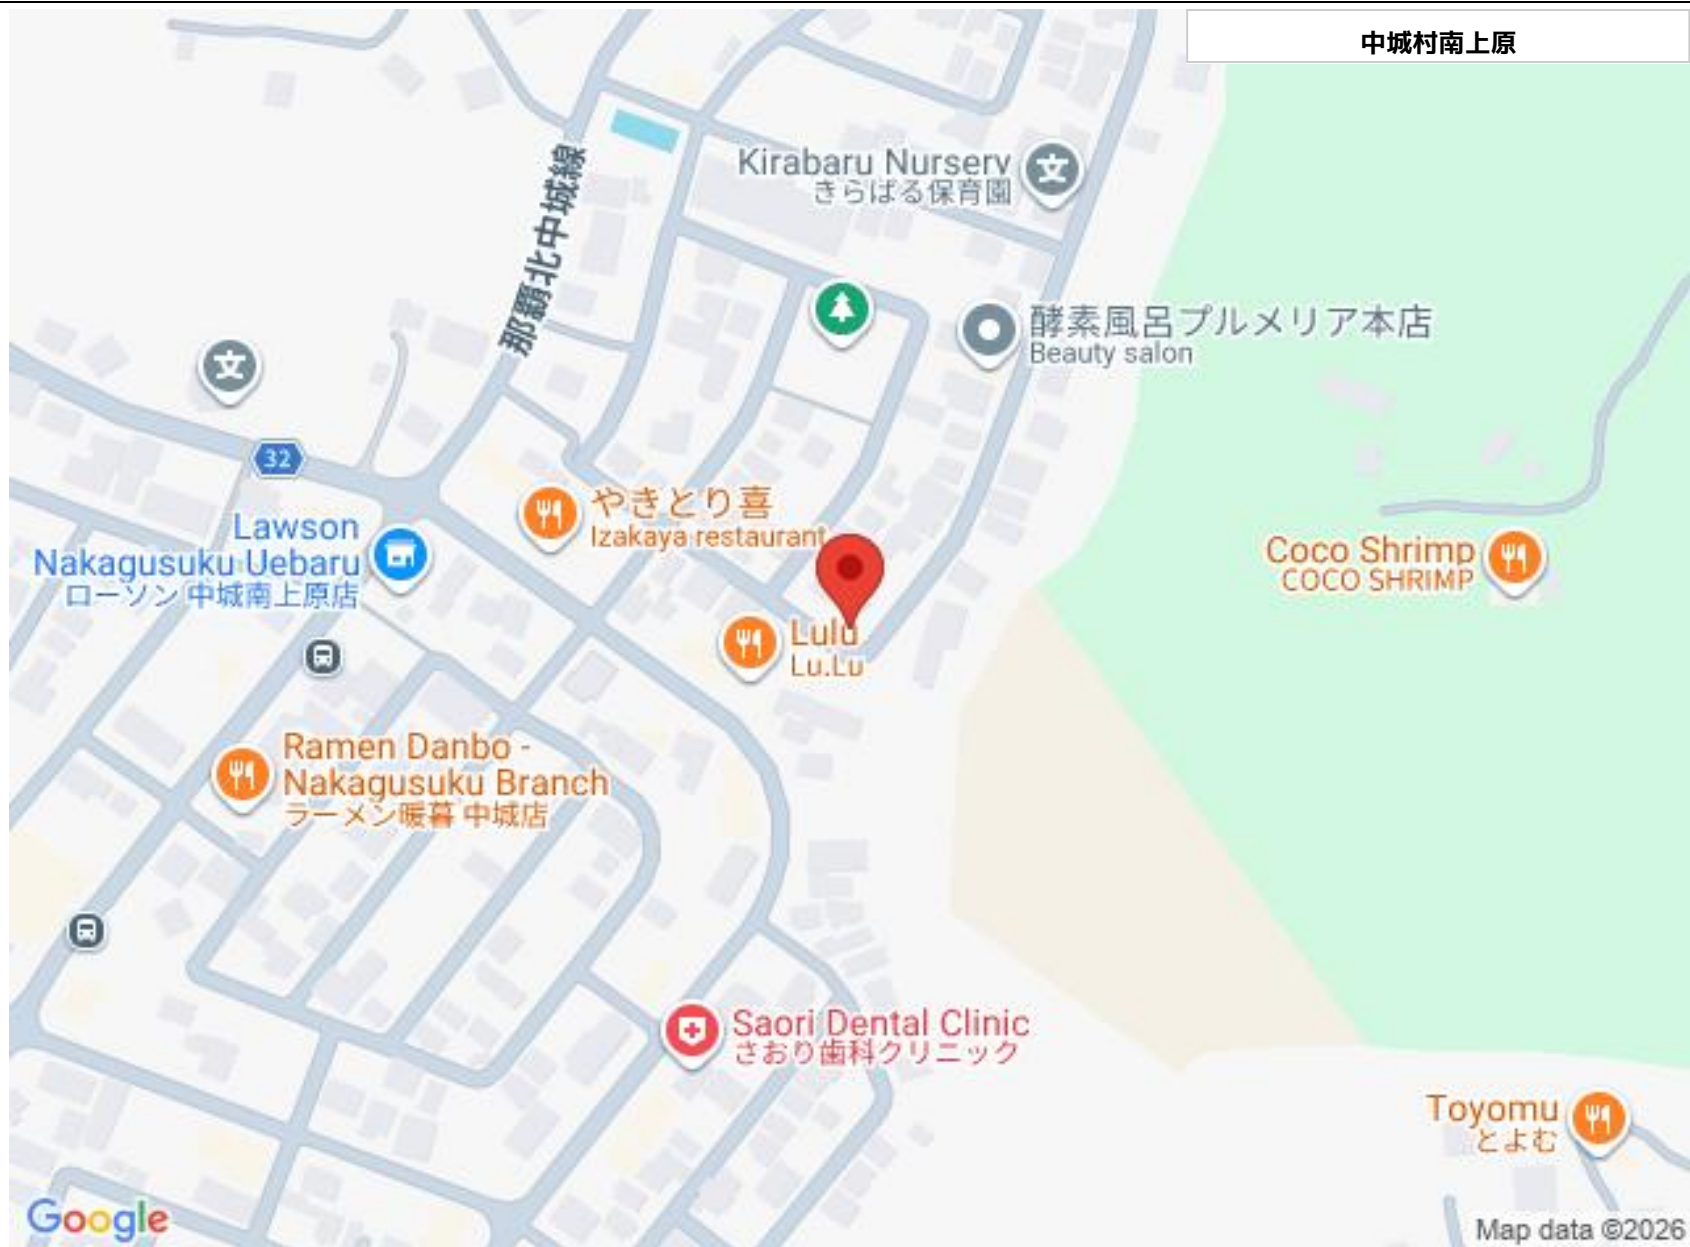 中城村南上原
Kirabaru Nursery
きらばる保育園
那覇北中城線
酵素風呂プルメリア本店
Beauty salon
32
やきとり喜
Izakaya restaurant
Lawson
Nakagusuku Uebaru
ローソン 中城南上原店
Coco Shrimp
COCO SHRIMP
Lulu
Lu.Lu
Ramen Danbo -
Nakagusuku Branch
ラーメン暖暮 中城店
Saori Dental Clinic
さおり歯科クリニック
Toyomu
とよむ
Google
Map data ©2026